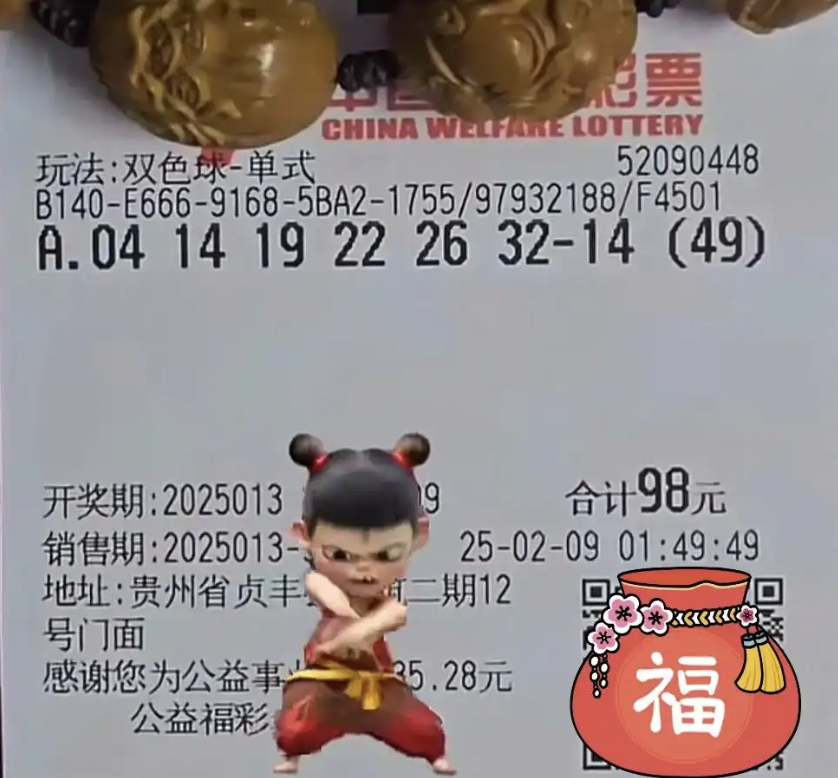 彩票
CHINA WELFARE LOTTERY
玩法:双色球-单式 52090448
B140-E666-9168-5BA2-1755/97932188/F4501
A.04 14 19 22 26 32-14 (49)
开奖期:2025013 09 合计98元
销售期:2025013- 25-02-09 01:49:49
地址:贵州省贞丰 二期12
号门面
感谢您为公益事 35.28元
公益福彩
福